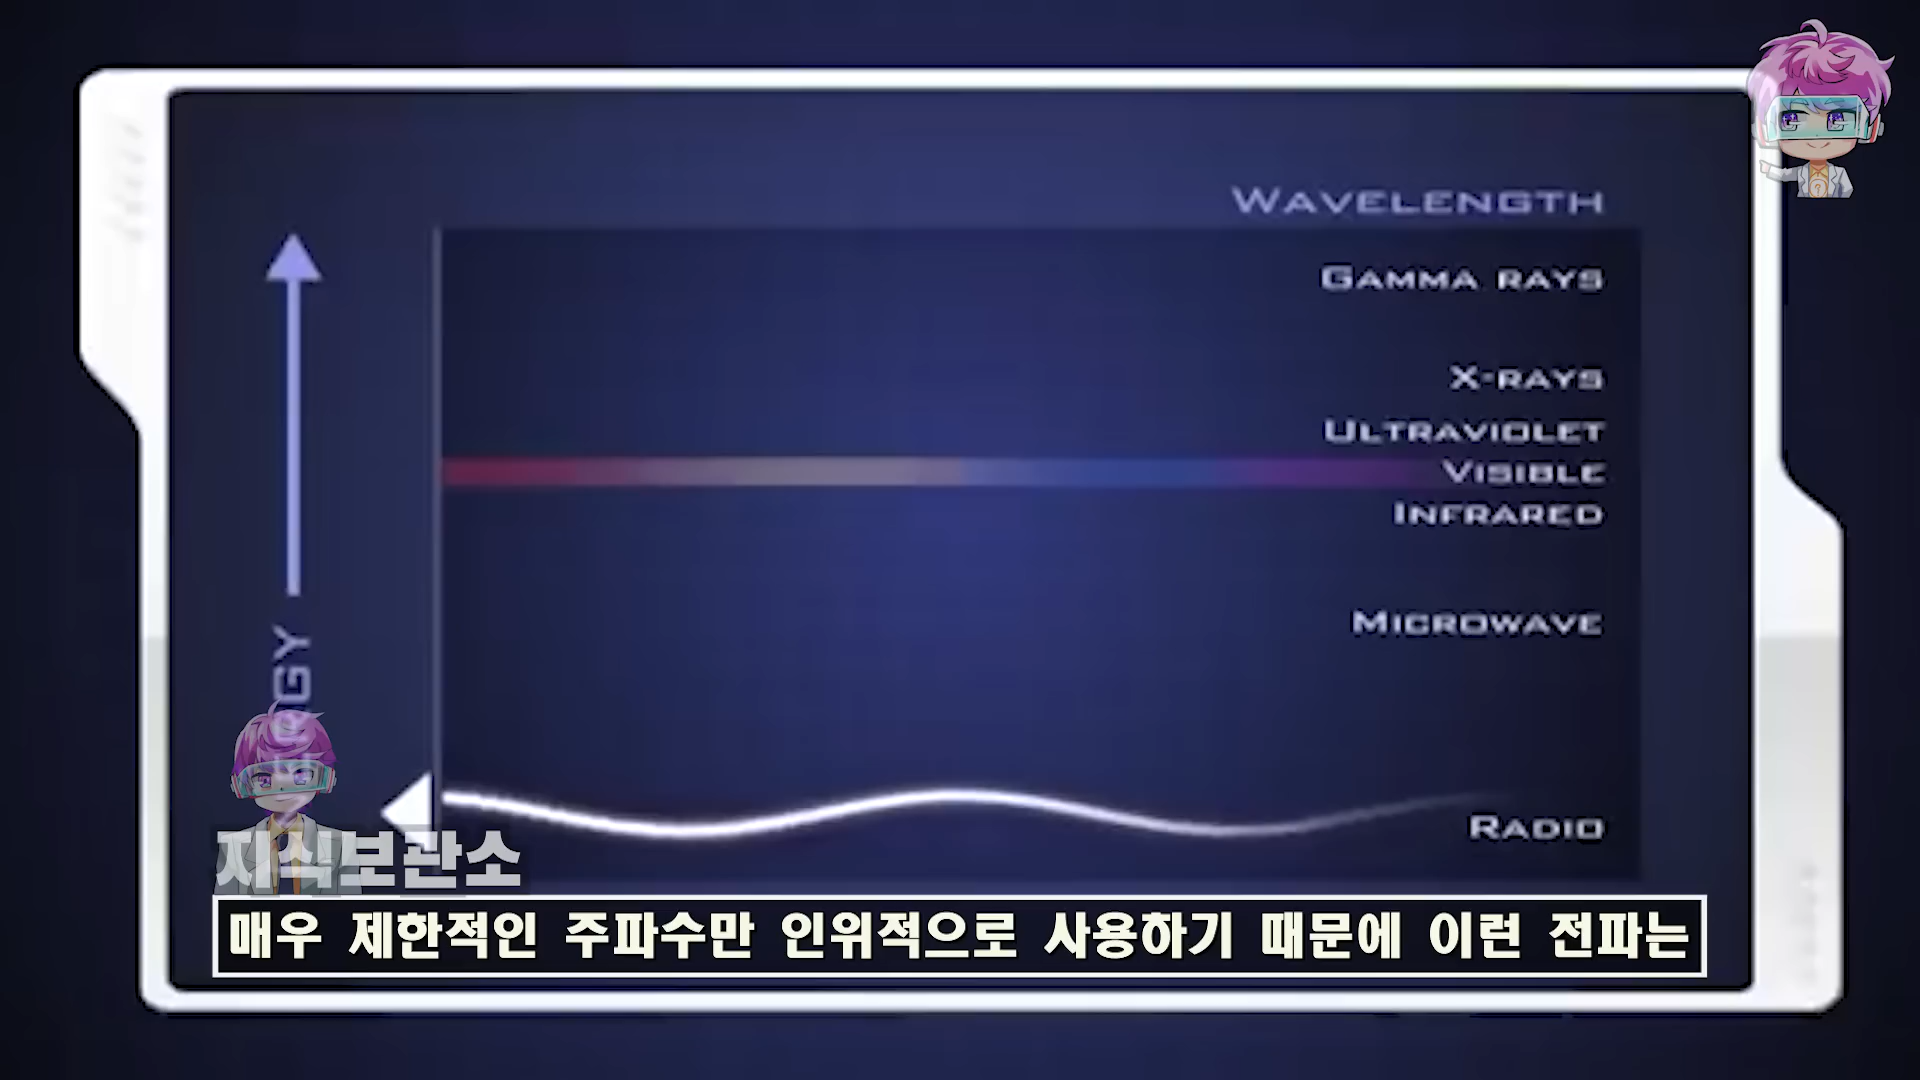 WAVELENGTH
GAMMA RAYS
X-RAYS
ULTRAVIOLET
VISIBLE
INFRARED
MICROWAVE
RADIO
지식보관소
매우 제한적인 주파수만 인위적으로 사용하기 때문에 이런 전파는